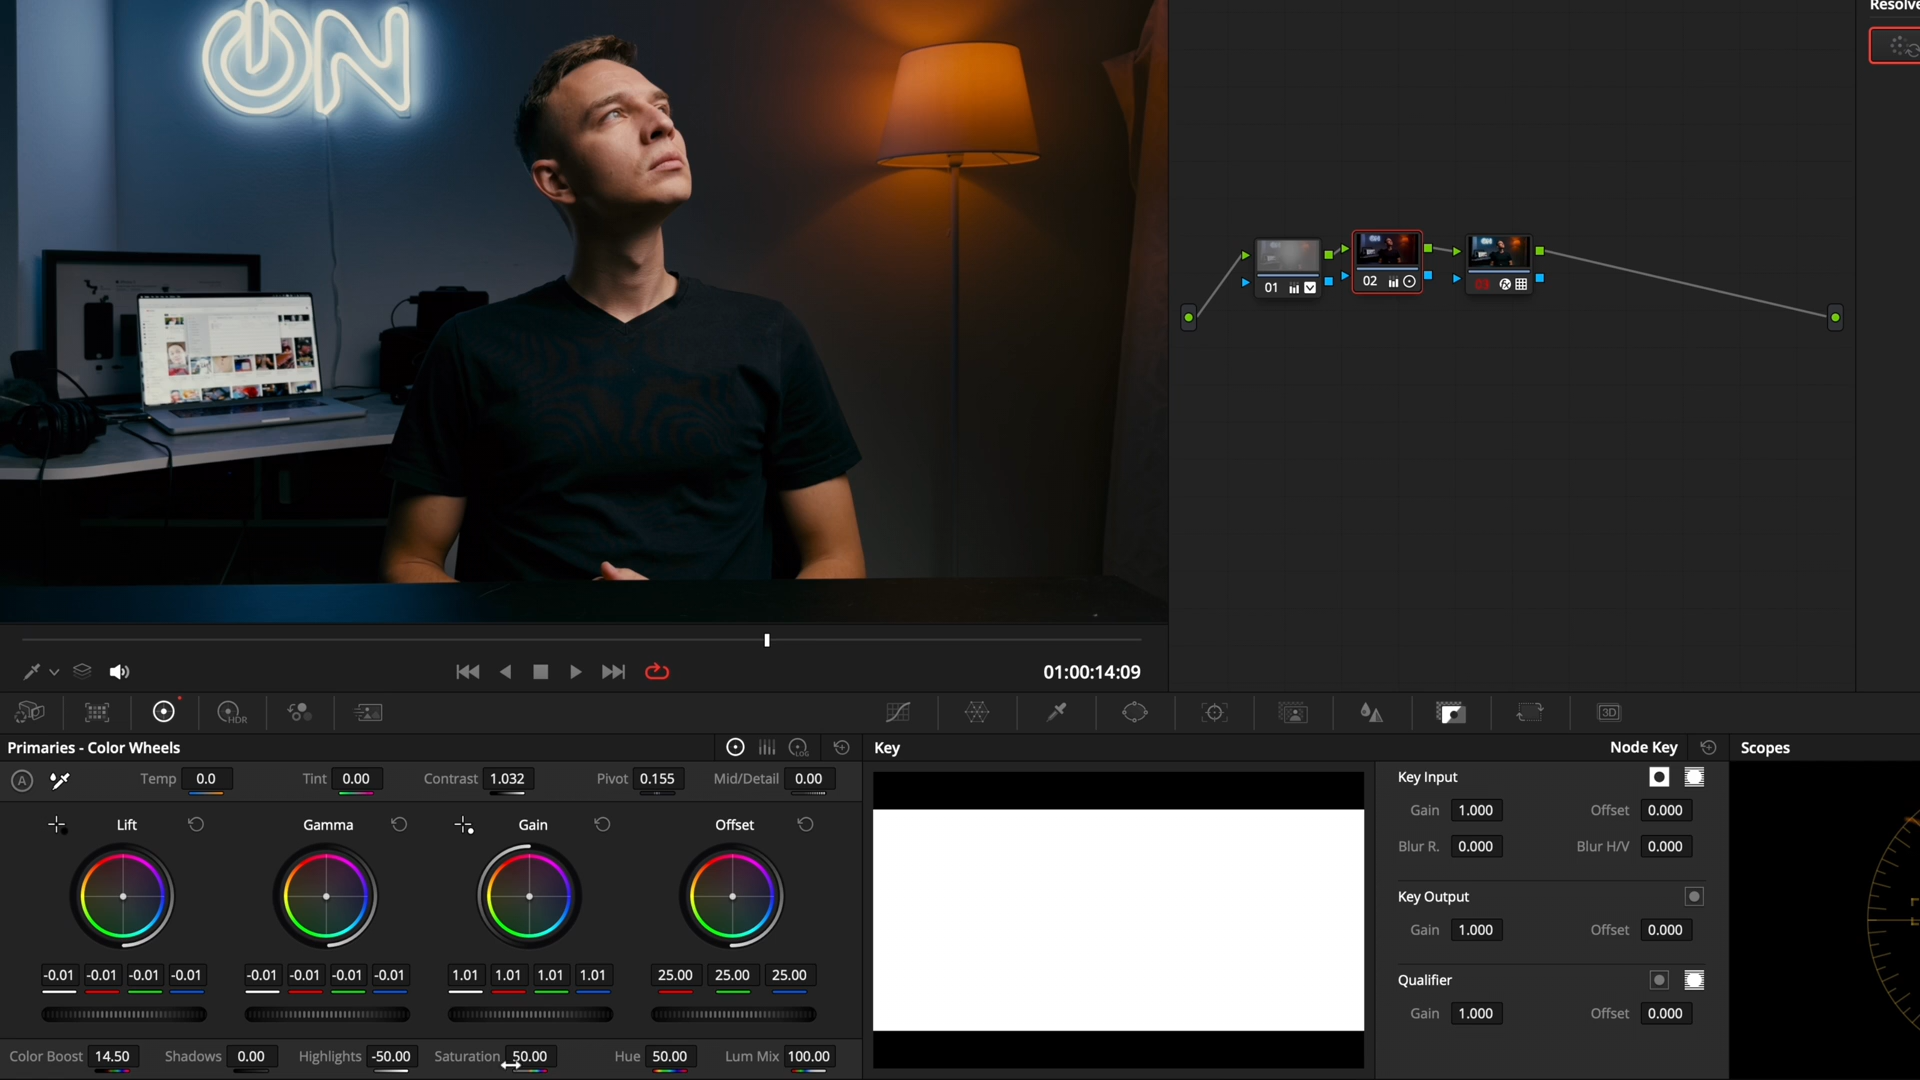 ON
Resolve
01
02
03
01:00:14:09
HDR
3D
Primaries - Color Wheels
LOG
Key
Node Key
Scopes
A
Temp 0.0
Tint 0.00
Contrast 1.032
Pivot 0.155
Mid/Detail 0.00
Key Input
Gain 1.000
Offset 0.000
Lift
Gamma
Gain
Offset
Blur R. 0.000
Blur H/V 0.000
Key Output
Gain 1.000
Offset 0.000
-0.01 -0.01 -0.01 -0.01
-0.01 -0.01 -0.01 -0.01
1.01 1.01 1.01 1.01
25.00 25.00 25.00
Qualifier
Gain 1.000
Offset 0.000
Color Boost 14.50
Shadows 0.00
Highlights -50.00
Saturation 50.00
Hue 50.00
Lum Mix 100.00